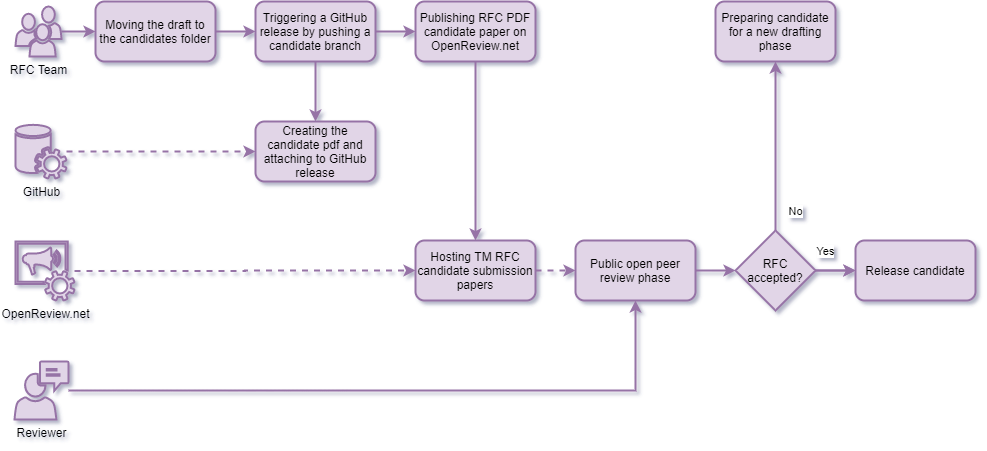 RFC Team
Moving the draft to
the candidates folder
Triggering a GitHub
release by pushing a
candidate branch
Publishing RFC PDF
candidate paper on
OpenReview.net
Preparing candidate
for a new drafting
phase
GitHub
Creating the
candidate pdf and
attaching to GitHub
release
No
OpenReview.net
Hosting TM RFC
candidate submission
papers
Public open peer
review phase
RFC
accepted?
Yes
Release candidate
Reviewer